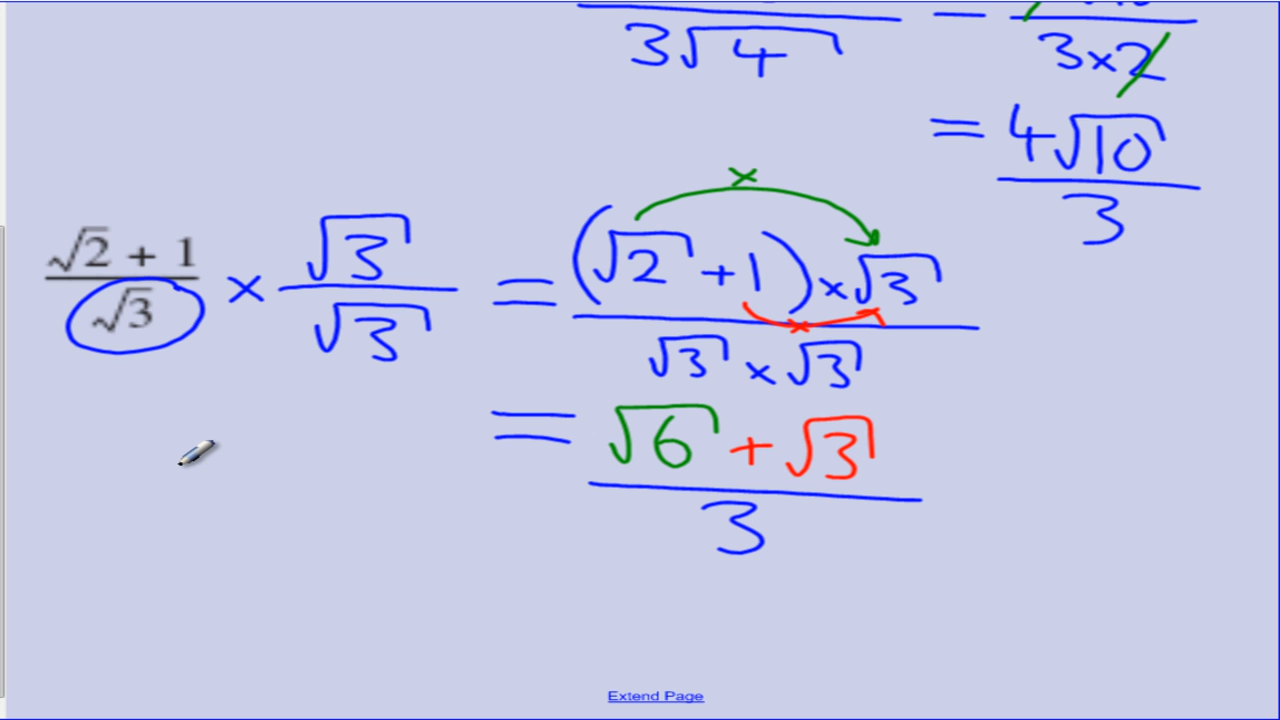 3√4 = 3×2
= 4√10 / 3
(√2 + 1)/√3 × √3/√3 = ((√2 + 1) × √3)/(√3 × √3)
= (√6 + √3)/3
Extend Page